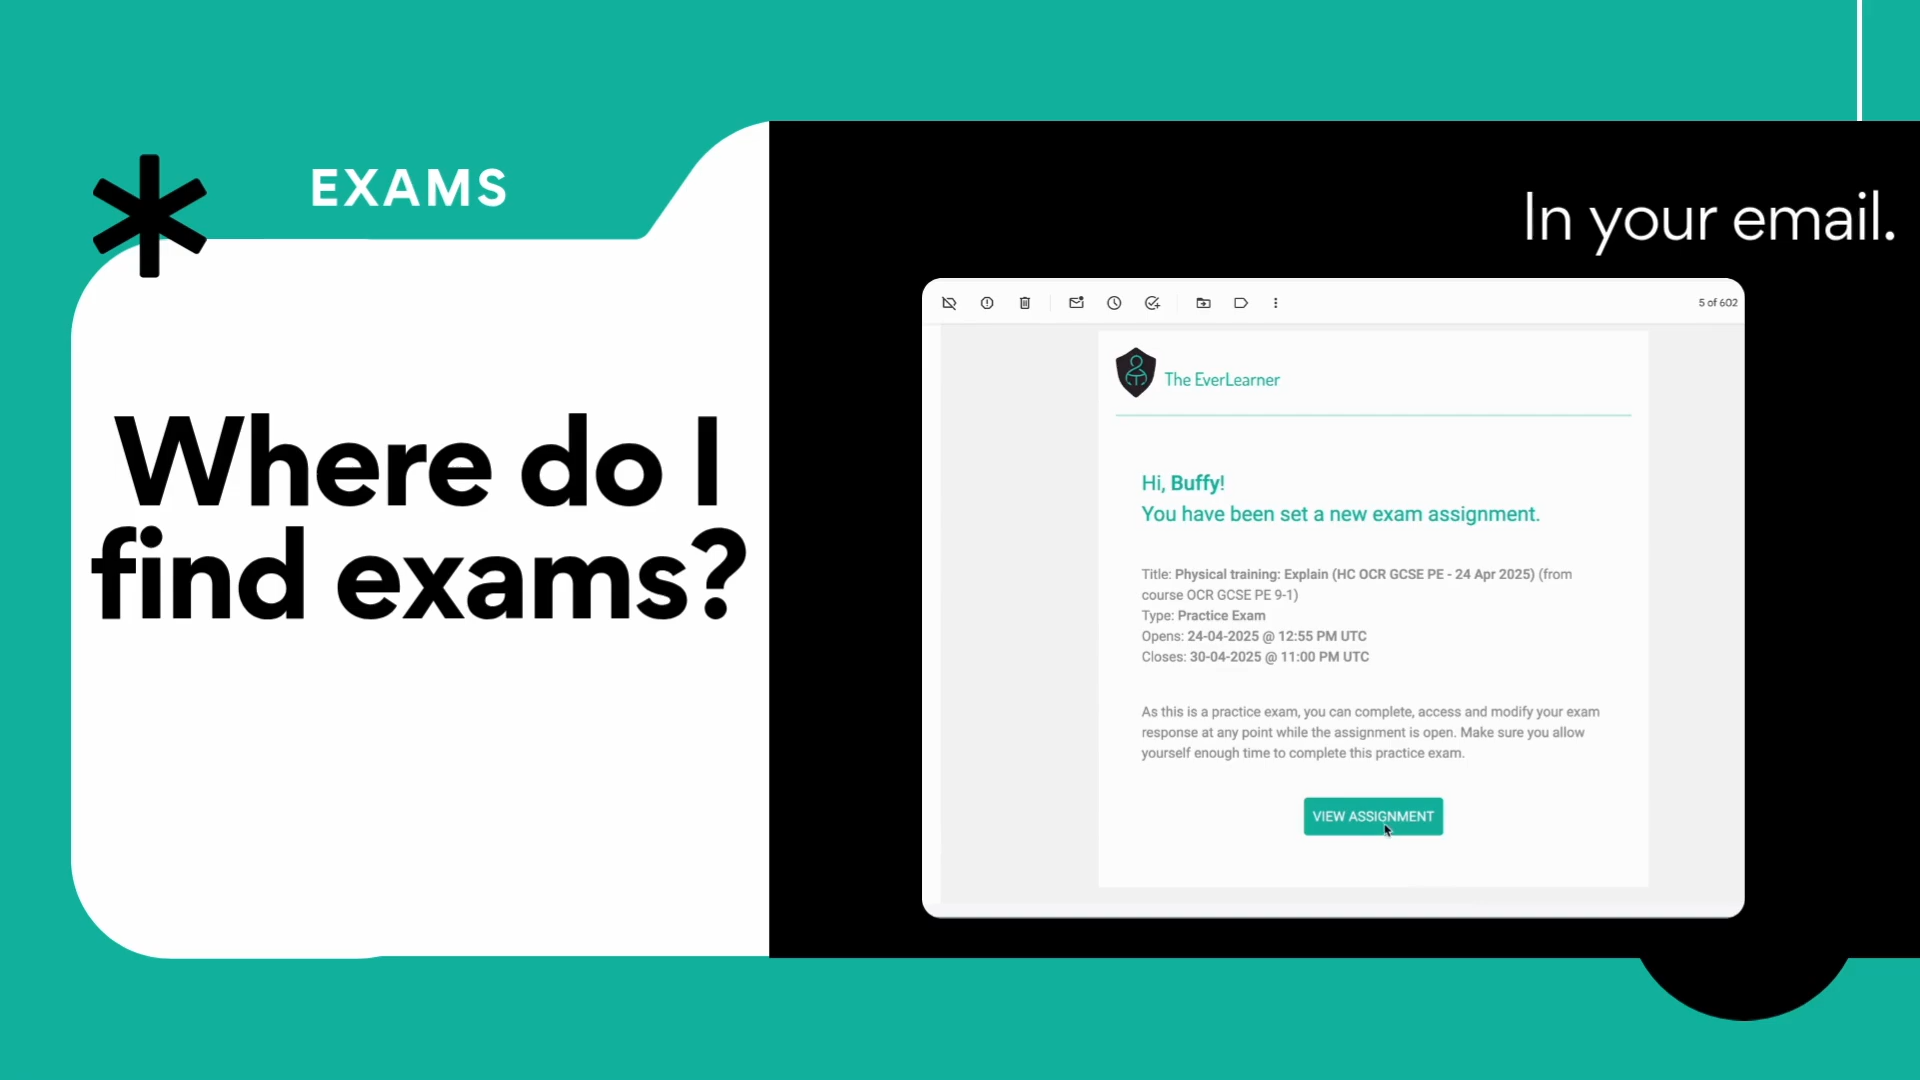 EXAMS
Where do I
find exams?
In your email.
5 of 602
The EverLearner
Hi, Buffy!
You have been set a new exam assignment.
Title: Physical training: Explain (HC OCR GCSE PE - 24 Apr 2025) (from
course OCR GCSE PE 9-1)
Type: Practice Exam
Opens: 24-04-2025 @ 12:55 PM UTC
Closes: 30-04-2025 @ 11:00 PM UTC
As this is a practice exam, you can complete, access and modify your exam
response at any point while the assignment is open. Make sure you allow
yourself enough time to complete this practice exam.
VIEW ASSIGNMENT